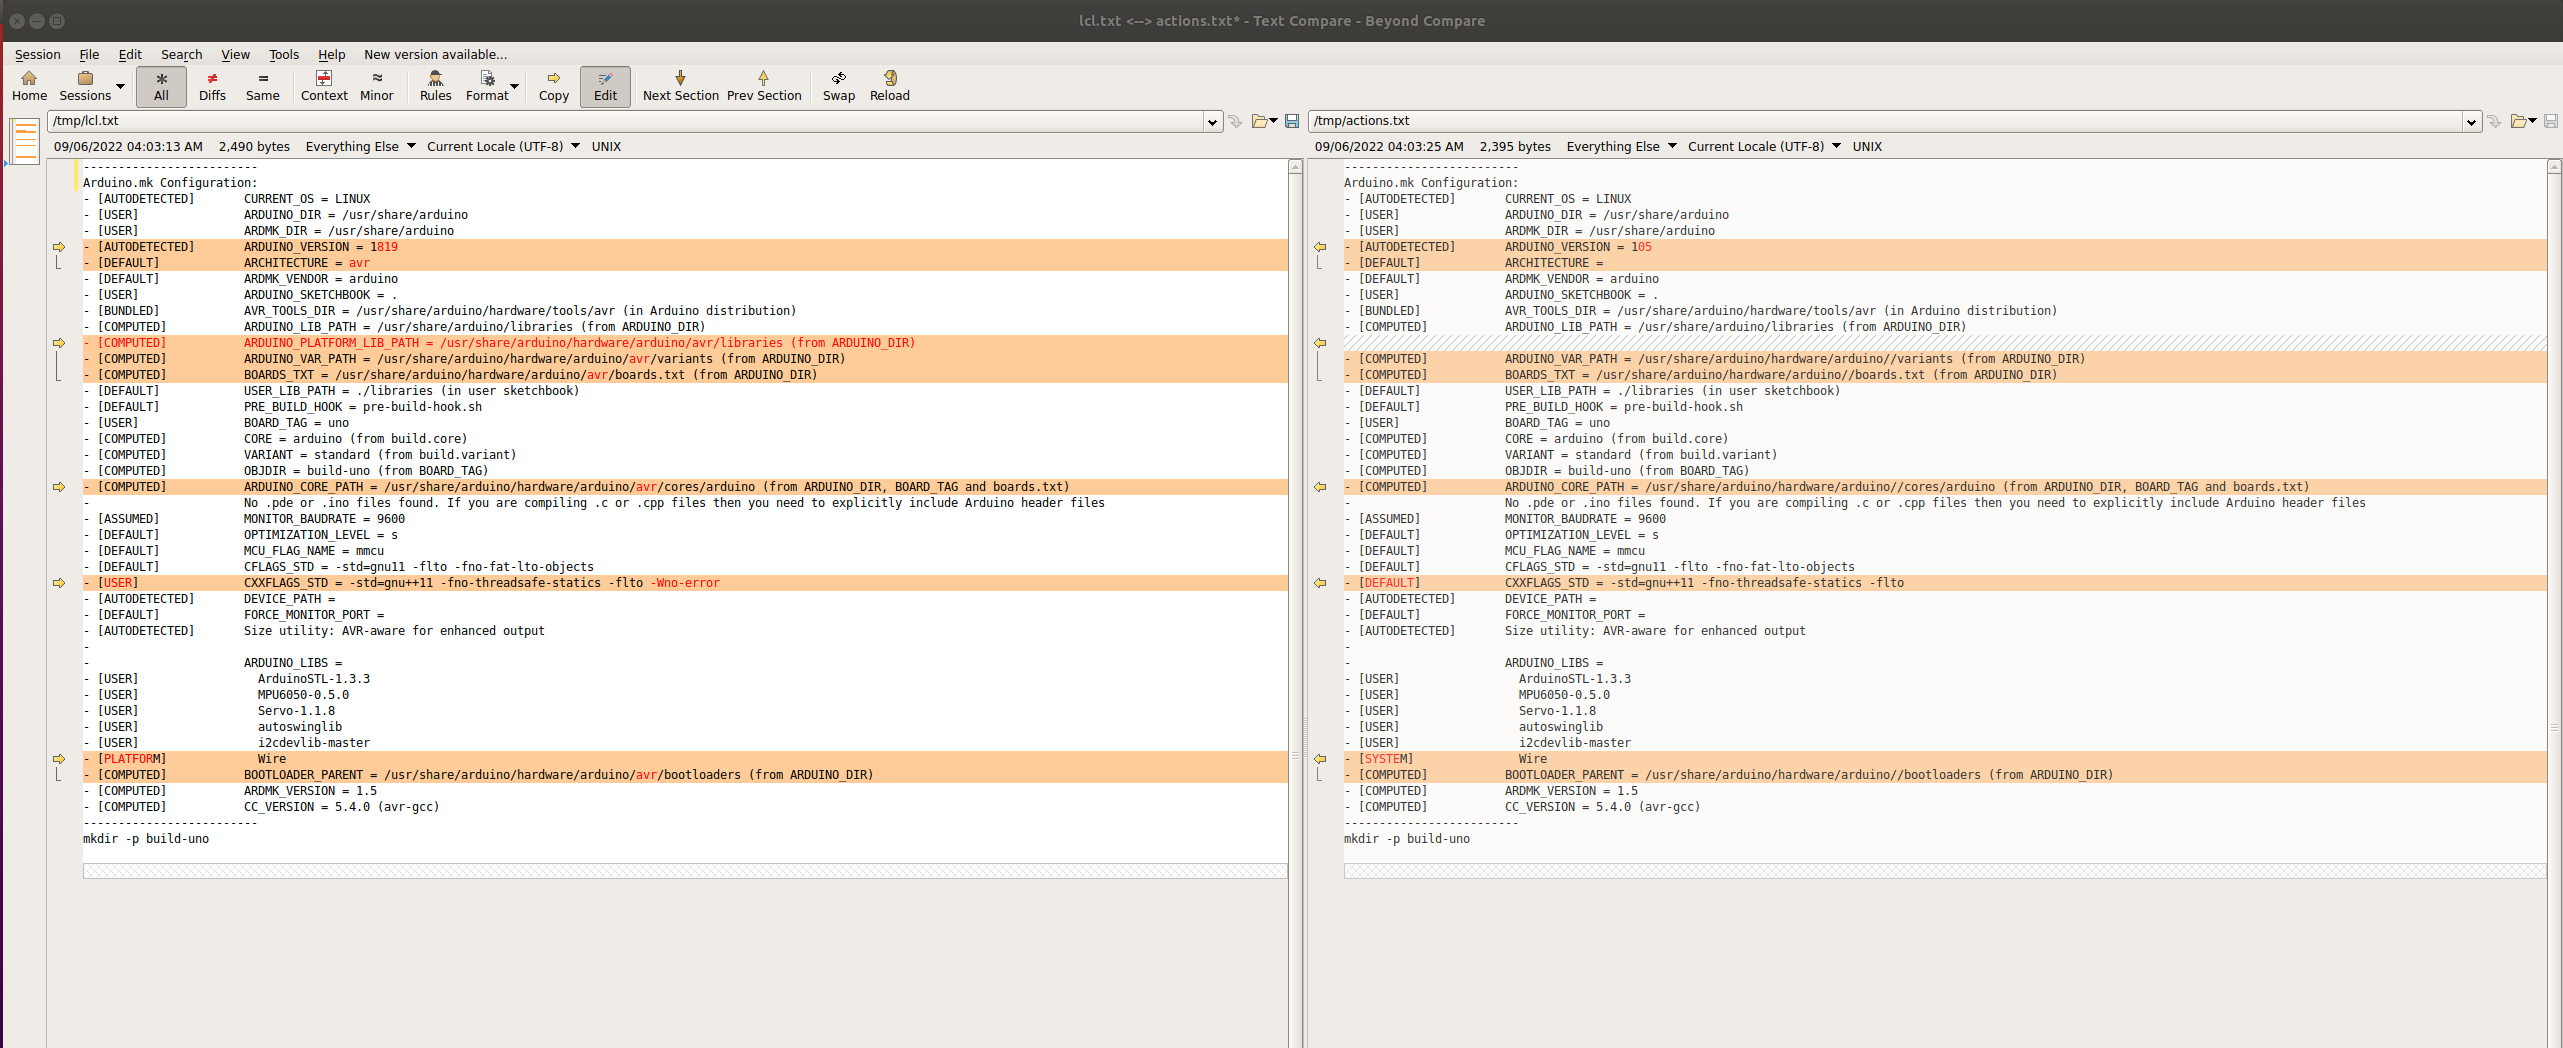 lcl.txt <--> actions.txt* - Text Compare - Beyond Compare
Session File Edit Search View Tools Help New version available...
Home Sessions All Diffs Same Context Minor Rules Format Copy Edit Next Section Prev Section Swap Reload
/tmp/lcl.txt
09/06/2022 04:03:13 AM 2,490 bytes Everything Else Current Locale (UTF-8) UNIX
-------------------------
Arduino.mk Configuration:
- [AUTODETECTED] CURRENT_OS = LINUX
- [USER] ARDUINO_DIR = /usr/share/arduino
- [USER] ARDMK_DIR = /usr/share/arduino
- [AUTODETECTED] ARDUINO_VERSION = 1819
- [DEFAULT] ARCHITECTURE = avr
- [DEFAULT] ARDMK_VENDOR = arduino
- [USER] ARDUINO_SKETCHBOOK = .
- [BUNDLED] AVR_TOOLS_DIR = /usr/share/arduino/hardware/tools/avr (in Arduino distribution)
- [COMPUTED] ARDUINO_LIB_PATH = /usr/share/arduino/libraries (from ARDUINO_DIR)
- [COMPUTED] ARDUINO_PLATFORM_LIB_PATH = /usr/share/arduino/hardware/arduino/avr/libraries (from ARDUINO_DIR)
- [COMPUTED] ARDUINO_VAR_PATH = /usr/share/arduino/hardware/arduino/avr/variants (from ARDUINO_DIR)
- [COMPUTED] BOARDS_TXT = /usr/share/arduino/hardware/arduino/avr/boards.txt (from ARDUINO_DIR)
- [DEFAULT] USER_LIB_PATH = ./libraries (in user sketchbook)
- [DEFAULT] PRE_BUILD_HOOK = pre-build-hook.sh
- [USER] BOARD_TAG = uno
- [COMPUTED] CORE = arduino (from build.core)
- [COMPUTED] VARIANT = standard (from build.variant)
- [COMPUTED] OBJDIR = build-uno (from BOARD_TAG)
- [COMPUTED] ARDUINO_CORE_PATH = /usr/share/arduino/hardware/arduino/avr/cores/arduino (from ARDUINO_DIR, BOARD_TAG and boards.txt)
- No .pde or .ino files found. If you are compiling .c or .cpp files then you need to explicitly include Arduino header files
- [ASSUMED] MONITOR_BAUDRATE = 9600
- [DEFAULT] OPTIMIZATION_LEVEL = s
- [DEFAULT] MCU_FLAG_NAME = mmcu
- [DEFAULT] CFLAGS_STD = -std=gnu11 -flto -fno-fat-lto-objects
- [USER] CXXFLAGS_STD = -std=gnu++11 -fno-threadsafe-statics -flto -Wno-error
- [AUTODETECTED] DEVICE_PATH =
- [DEFAULT] FORCE_MONITOR_PORT =
- [AUTODETECTED] Size utility: AVR-aware for enhanced output
-
- ARDUINO_LIBS =
- [USER] ArduinoSTL-1.3.3
- [USER] MPU6050-0.5.0
- [USER] Servo-1.1.8
- [USER] autoswinglib
- [USER] i2cdevlib-master
- [PLATFORM] Wire
- [COMPUTED] BOOTLOADER_PARENT = /usr/share/arduino/hardware/arduino/avr/bootloaders (from ARDUINO_DIR)
- [COMPUTED] ARDMK_VERSION = 1.5
- [COMPUTED] CC_VERSION = 5.4.0 (avr-gcc)
-------------------------
mkdir -p build-uno
/tmp/actions.txt
09/06/2022 04:03:25 AM 2,395 bytes Everything Else Current Locale (UTF-8) UNIX
-------------------------
Arduino.mk Configuration:
- [AUTODETECTED] CURRENT_OS = LINUX
- [USER] ARDUINO_DIR = /usr/share/arduino
- [USER] ARDMK_DIR = /usr/share/arduino
- [AUTODETECTED] ARDUINO_VERSION = 105
- [DEFAULT] ARCHITECTURE =
- [DEFAULT] ARDMK_VENDOR = arduino
- [USER] ARDUINO_SKETCHBOOK = .
- [BUNDLED] AVR_TOOLS_DIR = /usr/share/arduino/hardware/tools/avr (in Arduino distribution)
- [COMPUTED] ARDUINO_LIB_PATH = /usr/share/arduino/libraries (from ARDUINO_DIR)
- [COMPUTED] ARDUINO_VAR_PATH = /usr/share/arduino/hardware/arduino//variants (from ARDUINO_DIR)
- [COMPUTED] BOARDS_TXT = /usr/share/arduino/hardware/arduino//boards.txt (from ARDUINO_DIR)
- [DEFAULT] USER_LIB_PATH = ./libraries (in user sketchbook)
- [DEFAULT] PRE_BUILD_HOOK = pre-build-hook.sh
- [USER] BOARD_TAG = uno
- [COMPUTED] CORE = arduino (from build.core)
- [COMPUTED] VARIANT = standard (from build.variant)
- [COMPUTED] OBJDIR = build-uno (from BOARD_TAG)
- [COMPUTED] ARDUINO_CORE_PATH = /usr/share/arduino/hardware/arduino//cores/arduino (from ARDUINO_DIR, BOARD_TAG and boards.txt)
- No .pde or .ino files found. If you are compiling .c or .cpp files then you need to explicitly include Arduino header files
- [ASSUMED] MONITOR_BAUDRATE = 9600
- [DEFAULT] OPTIMIZATION_LEVEL = s
- [DEFAULT] MCU_FLAG_NAME = mmcu
- [DEFAULT] CFLAGS_STD = -std=gnu11 -flto -fno-fat-lto-objects
- [DEFAULT] CXXFLAGS_STD = -std=gnu++11 -fno-threadsafe-statics -flto
- [AUTODETECTED] DEVICE_PATH =
- [DEFAULT] FORCE_MONITOR_PORT =
- [AUTODETECTED] Size utility: AVR-aware for enhanced output
-
- ARDUINO_LIBS =
- [USER] ArduinoSTL-1.3.3
- [USER] MPU6050-0.5.0
- [USER] Servo-1.1.8
- [USER] autoswinglib
- [USER] i2cdevlib-master
- [SYSTEM] Wire
- [COMPUTED] BOOTLOADER_PARENT = /usr/share/arduino/hardware/arduino//bootloaders (from ARDUINO_DIR)
- [COMPUTED] ARDMK_VERSION = 1.5
- [COMPUTED] CC_VERSION = 5.4.0 (avr-gcc)
-------------------------
mkdir -p build-uno